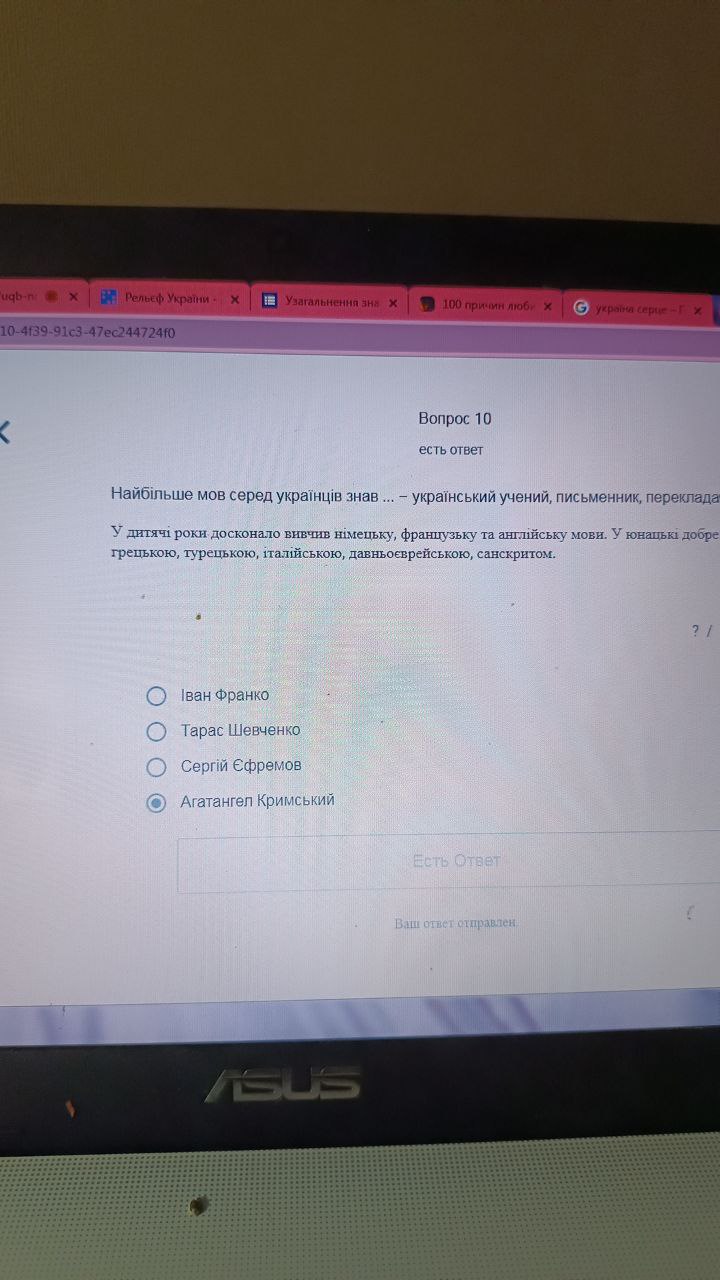 Рельєф України -
Узагальнення зна
100 причин люби
україна серце – Г
10-4f39-91c3-47ec244724f0
Вопрос 10
есть ответ
Найбільше мов серед українців знав ... – український учений, письменник, переклада
У дитячі роки досконало вивчив німецьку, французьку та англійську мови. У юнацькі добре
грецькою, турецькою, італійською, давньоєврейською, санскритом.
? /
Іван Франко
Тарас Шевченко
Сергій Єфремов
Агатангел Кримський
Есть Ответ
Ваш ответ отправлен.
ASUS